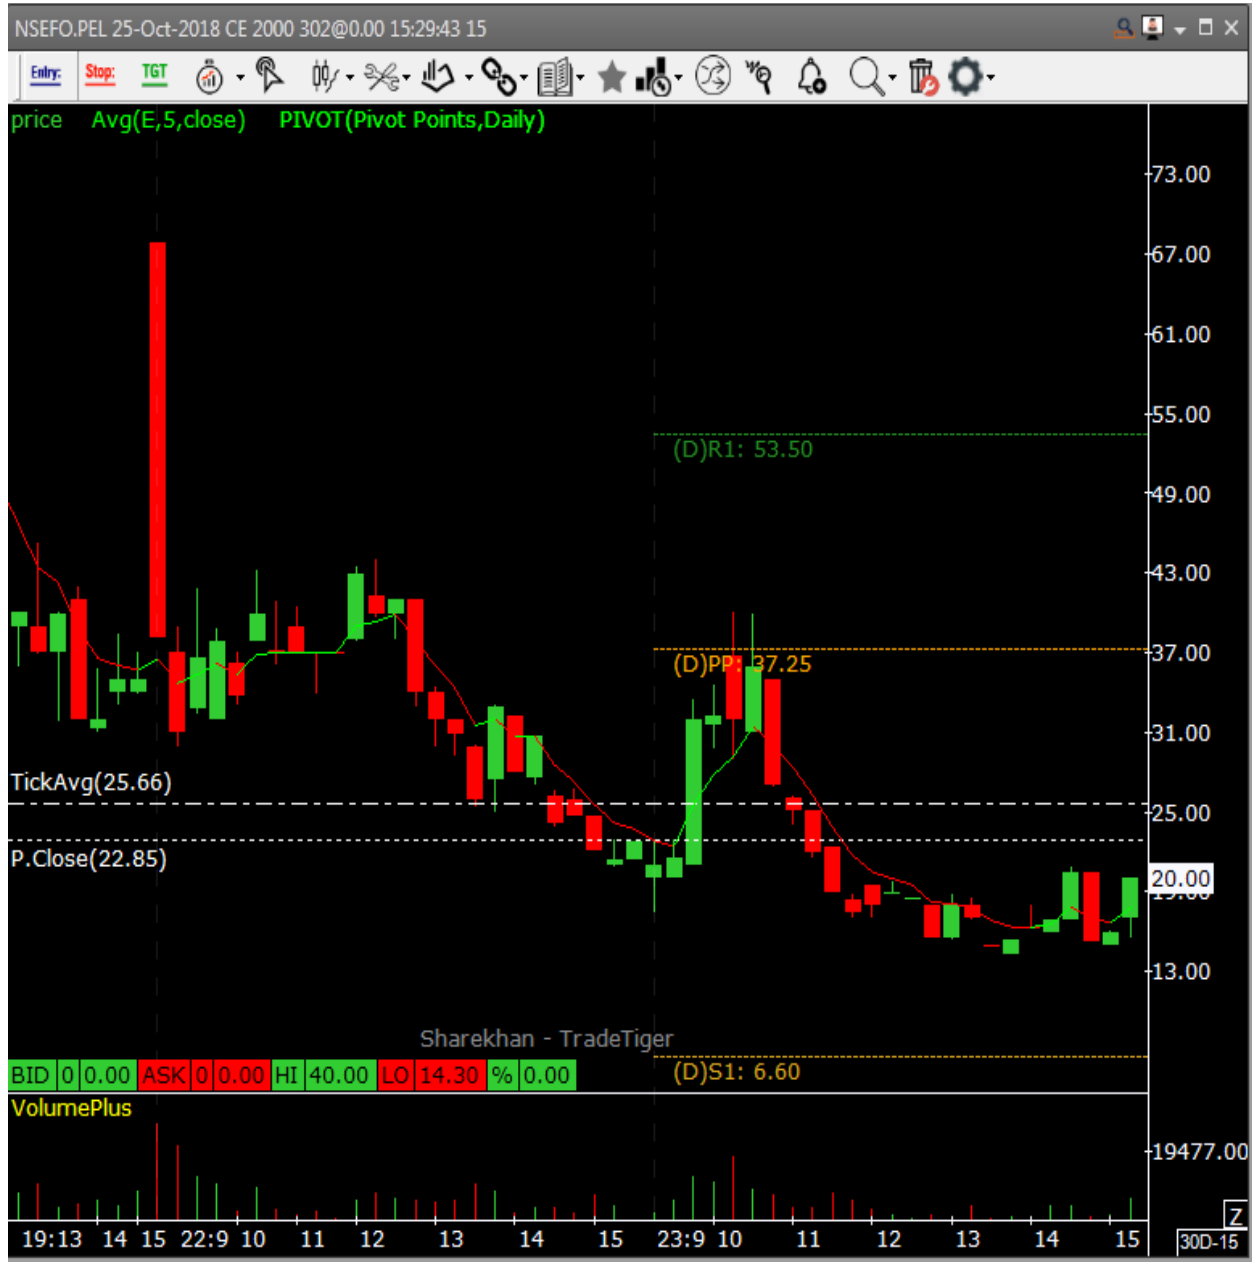 NSEFO.PEL 25-Oct-2018 CE 2000 302@0.00 15:29:43 15
Entry: Stop: TGT
price Avg(E,5,close) PIVOT(Pivot Points,Daily)
73.00
67.00
61.00
55.00
(D)R1: 53.50
49.00
43.00
37.00
(D)PP: 37.25
31.00
TickAvg(25.66)
25.00
P.Close(22.85)
20.00
19.00
13.00
Sharekhan - TradeTiger
BID 0 0.00 ASK 0 0.00 HI 40.00 LO 14.30 % 0.00
(D)S1: 6.60
VolumePlus
19477.00
Z
19:13 14 15 22:9 10 11 12 13 14 15 23:9 10 11 12 13 14 15 30D-15